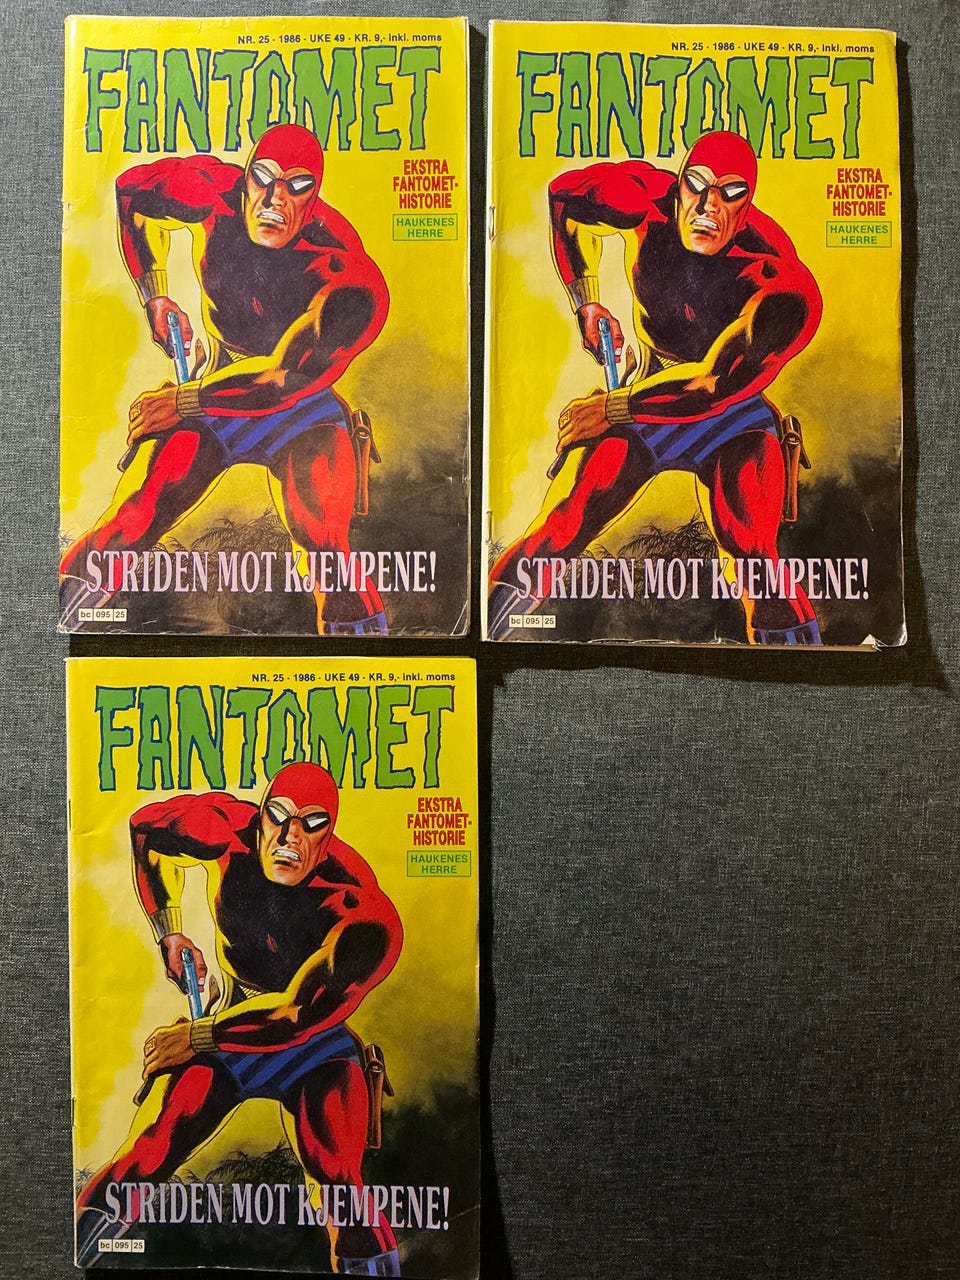 NR. 25 - 1986 - UKE 49 - KR. 9,- inkl. moms
FANTOMET
EKSTRA
FANTOMET-
HISTORIE
HAUKENES
HERRE
STRIDEN MOT KJEMPENE!
bc 095 25
NR. 25 - 1986 - UKE 49 - KR. 9,- inkl. moms
FANTOMET
EKSTRA
FANTOMET-
HISTORIE
HAUKENES
HERRE
STRIDEN MOT KJEMPENE!
bc 095 25
NR. 25 - 1986 - UKE 49 - KR. 9,- inkl. moms
FANTOMET
EKSTRA
FANTOMET-
HISTORIE
HAUKENES
HERRE
STRIDEN MOT KJEMPENE!
bc 095 25